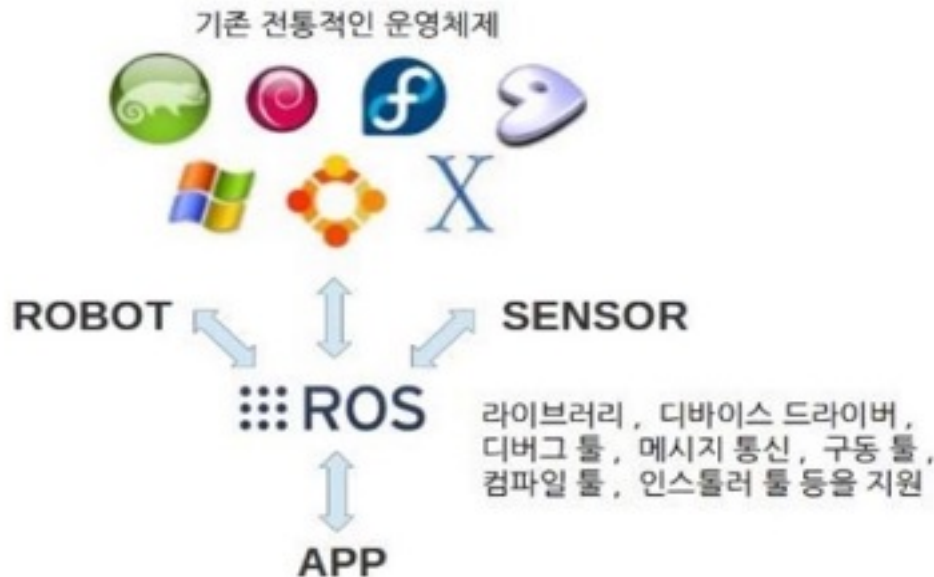 기존 전통적인 운영체제
X
ROBOT
SENSOR
ROS
라이브러리 , 디바이스 드라이버 ,
디버그 툴 , 메시지 통신 , 구동 툴 ,
컴파일 툴 , 인스톨러 툴 등을 지원
APP